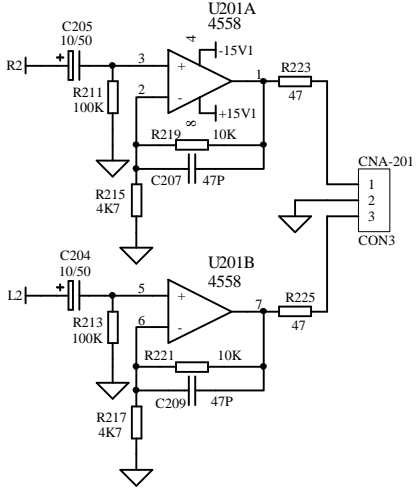 U201A
4558
C205
10/50
4
-15V1
R2
+
3
+
1
R223
2
-
47
R211
100K
+15V1
8
R219
10K
CNA-201
C207
47P
1
2
3
R215
4K7
CON3
C204
10/50
U201B
4558
L2
+
5
+
7
R225
6
-
47
R213
100K
R221
10K
C209
47P
R217
4K7